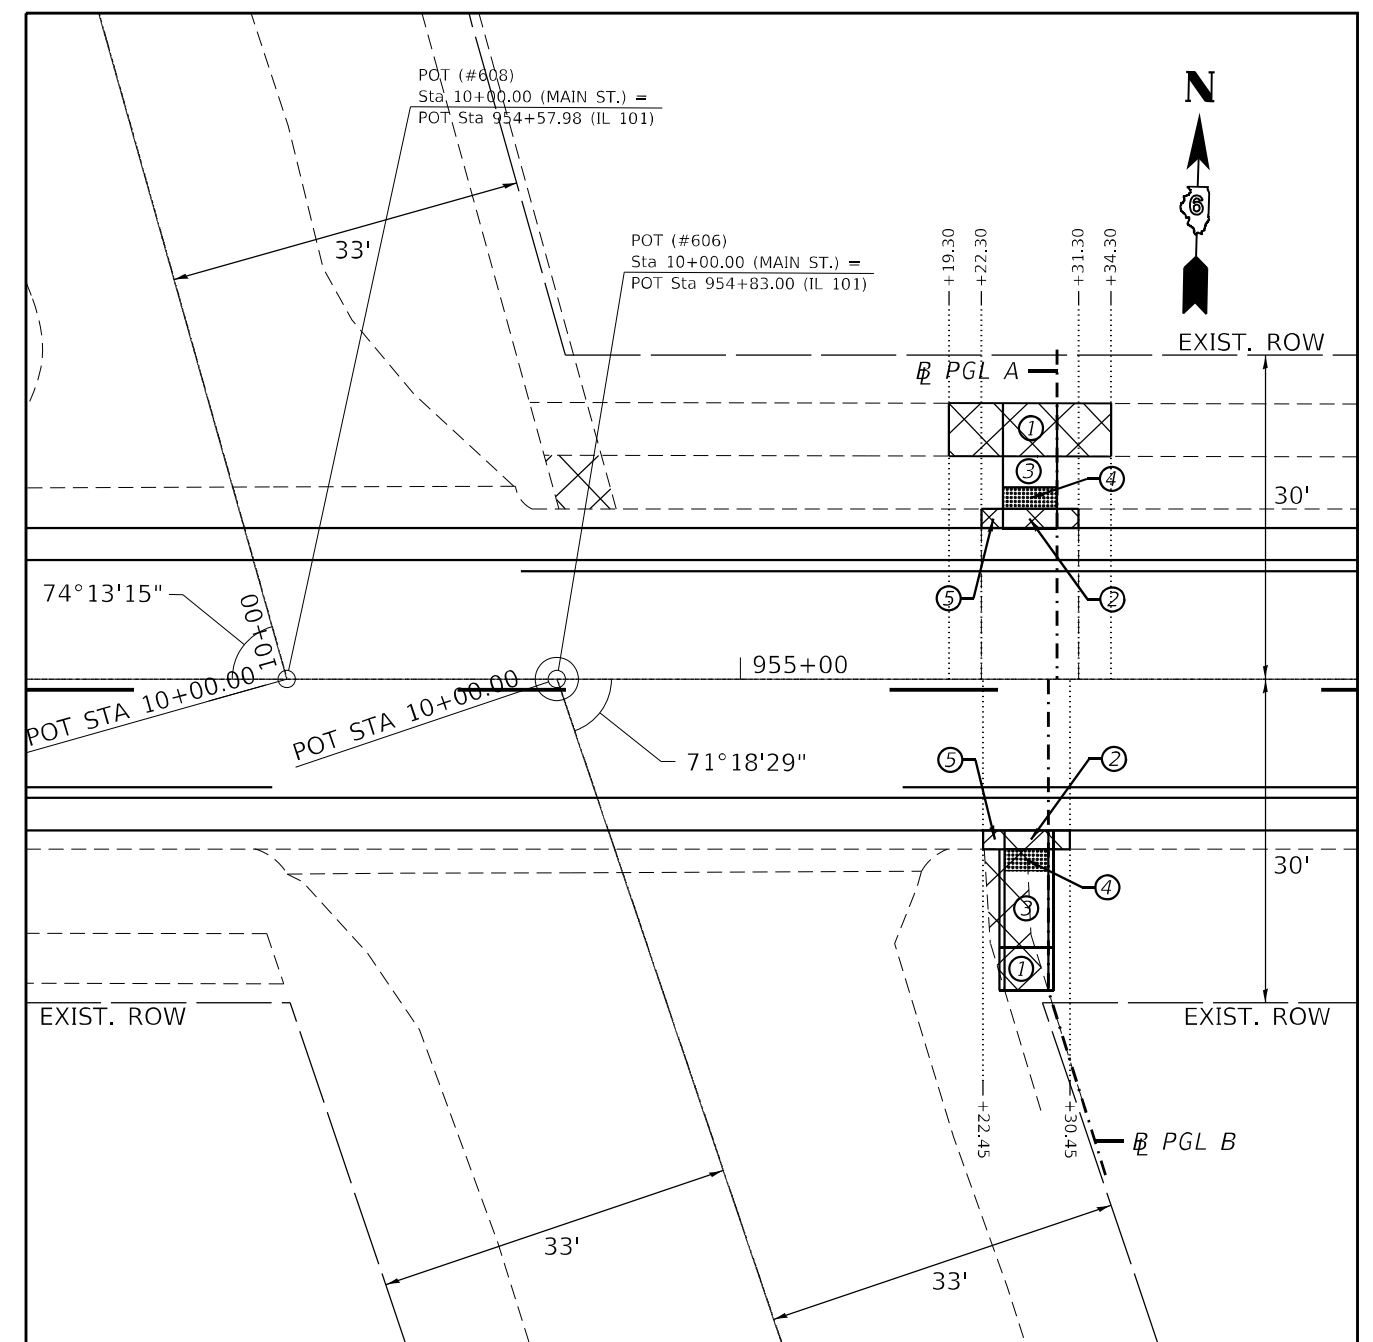 POT (#608)
Sta 10+00.00 (MAIN ST.) =
POT Sta 954+57.98 (IL 101)
N
6
33'
POT (#606)
Sta 10+00.00 (MAIN ST.) =
POT Sta 954+83.00 (IL 101)
+19.30
+22.30
+31.30
+34.30
EXIST. ROW
BL PGL A
1
3
4
30'
5
2
74°13'15"
10+00
955+00
POT STA 10+00.00
POT STA 10+00.00
71°18'29"
5
2
4
30'
3
1
EXIST. ROW
EXIST. ROW
+22.45
+30.45
BL PGL B
33'
33'